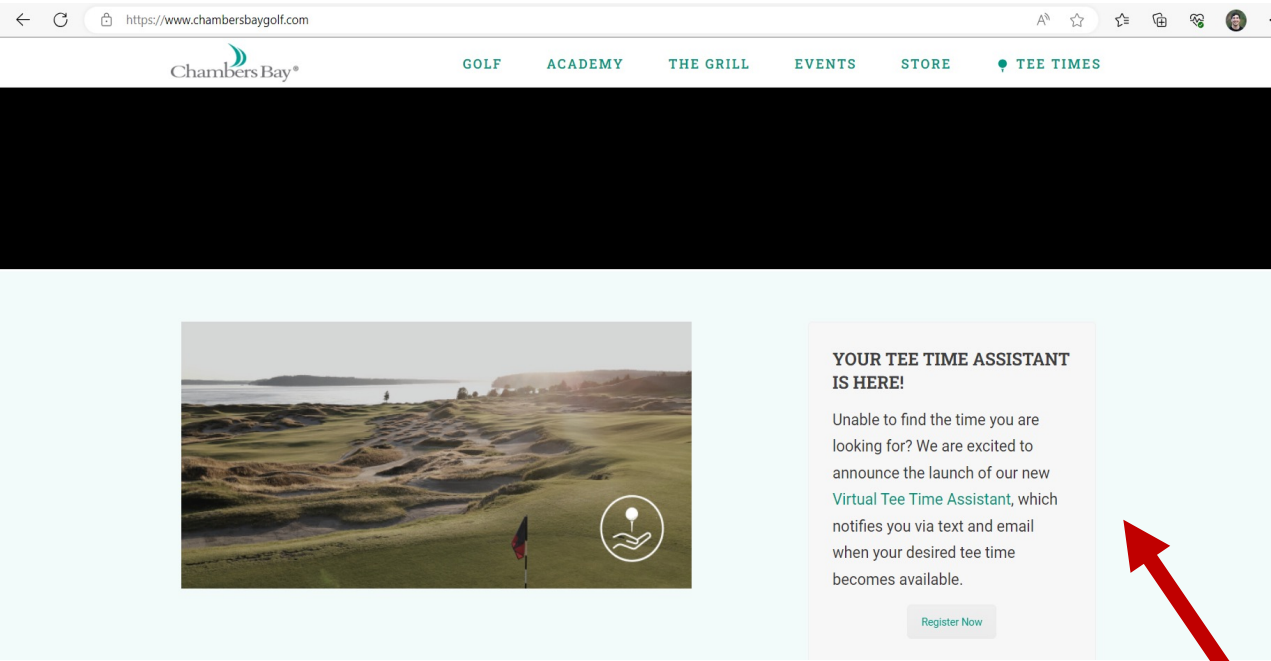 https://www.chambersbaygolf.com
Chambers Bay®
GOLF ACADEMY THE GRILL EVENTS STORE TEE TIMES
YOUR TEE TIME ASSISTANT
IS HERE!
Unable to find the time you are
looking for? We are excited to
announce the launch of our new
Virtual Tee Time Assistant, which
notifies you via text and email
when your desired tee time
becomes available.
Register Now